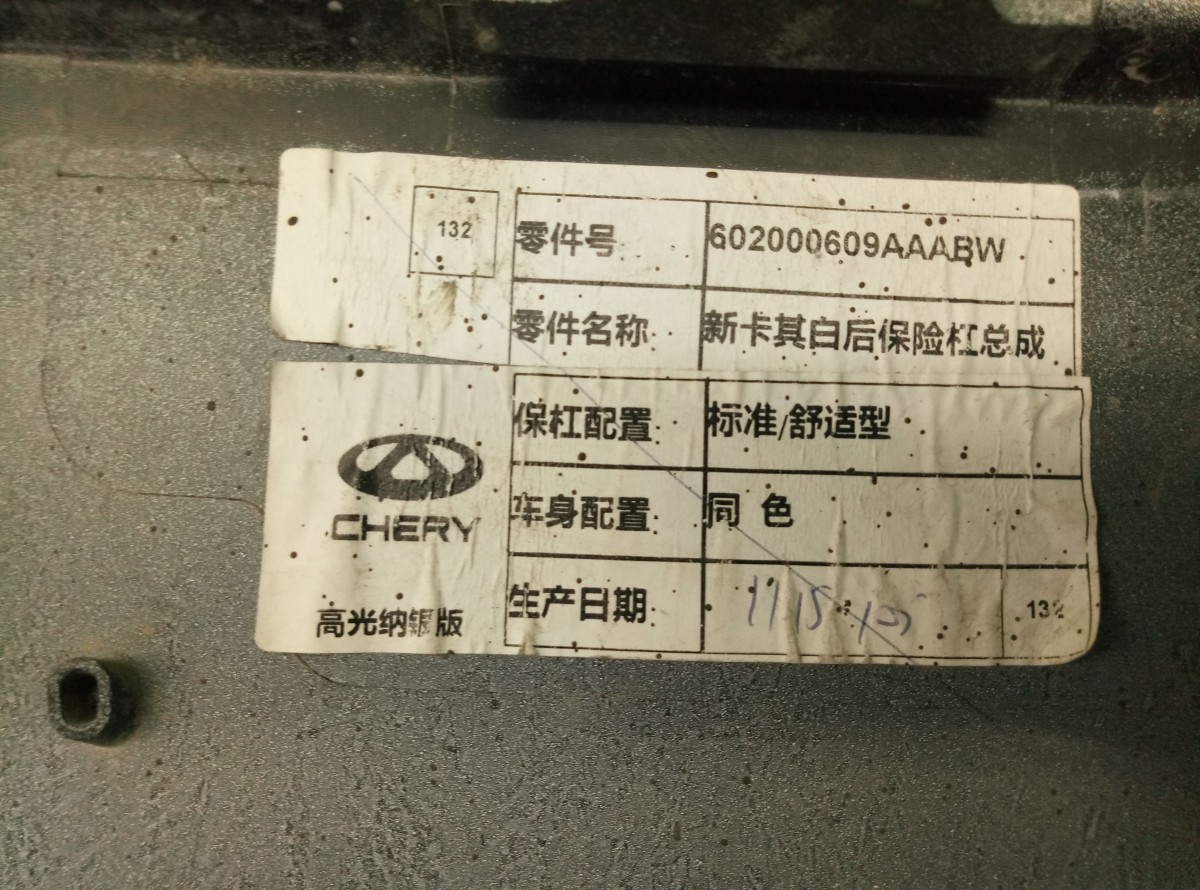 132
零件号 602000609AAABW
零件名称 新卡其白后保险杠总成
保杠配置 标准/舒适型
CHERY
车身配置 同 色
高光纳银版
生产日期
132